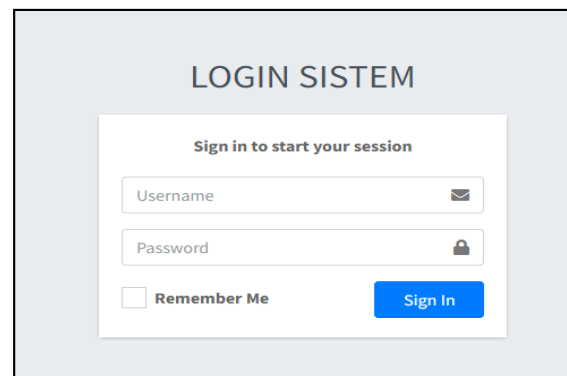 LOGIN SISTEM
Sign in to start your session
Username
Password
Remember Me
Sign In